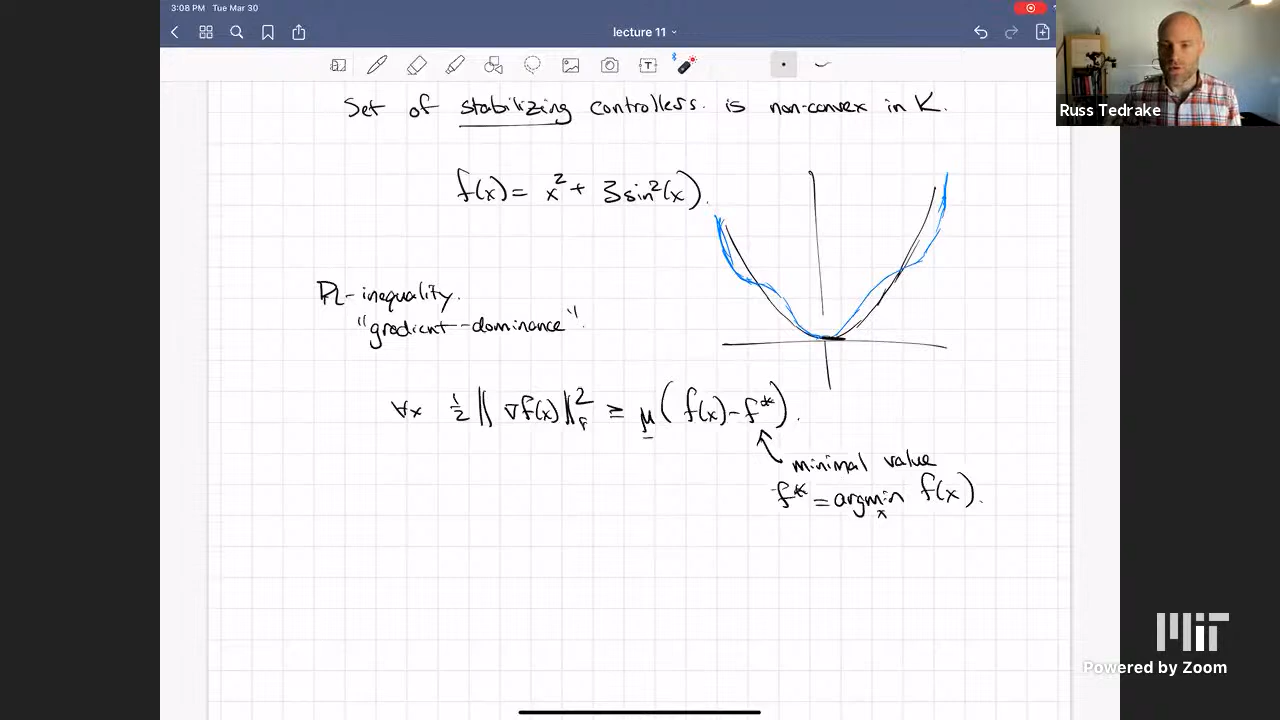 3:08 PM Tue Mar 30
lecture 11
Russ Tedrake
Set of stabilizing controllers. is non-convex in K.
f(x) = x² + 3sin²(x).
PL-inequality.
"gradient-dominance".
∀x ½ ‖ ∇f(x) ‖²_F ≥ μ ( f(x) - f* ).
minimal value
f* = argmin_x f(x).
MIT
Powered by Zoom